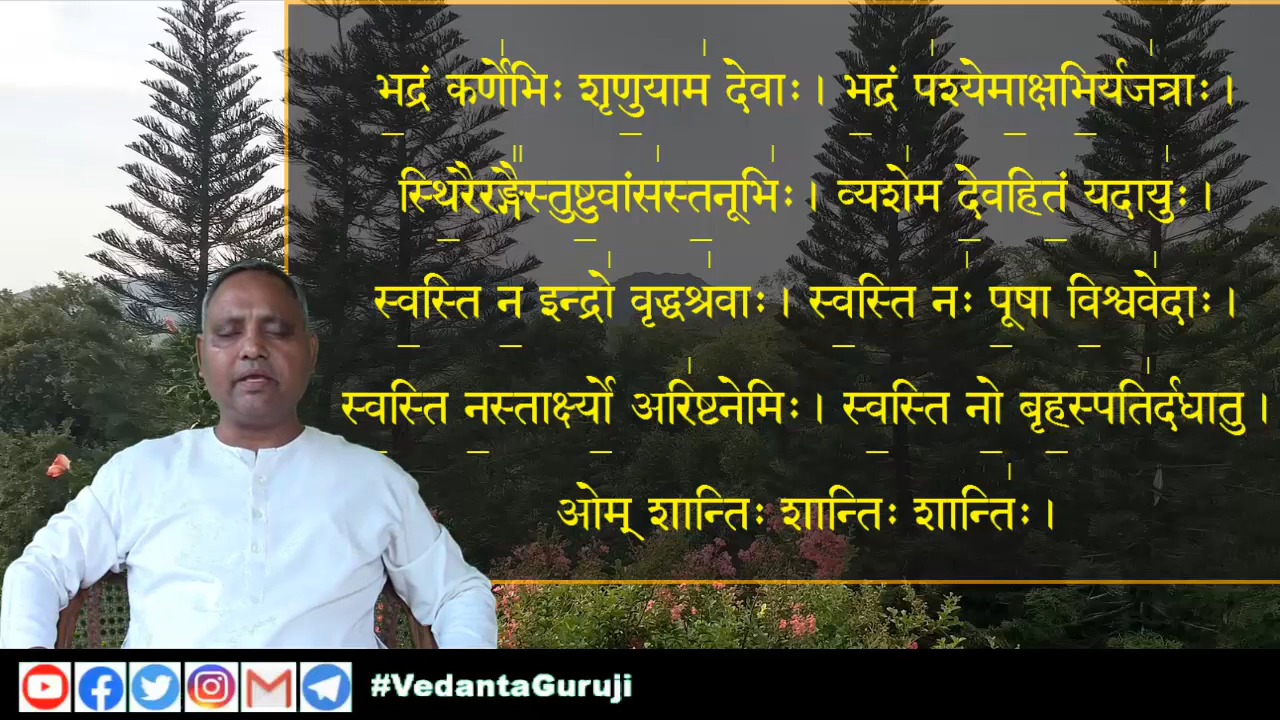 भद्रं कर्णे॑भिः शृणुयाम देवाः । भद्रं पश्येमाक्षभिर्यजत्राः ।
स्थिरैरङ्गैस्तुष्टुवांसस्तनूभिः । व्यशेम देवहितं यदायुः ।
स्वस्ति न इन्द्रो वृद्धश्रवाः । स्वस्ति नः पूषा विश्ववेदाः ।
स्वस्ति नस्तार्क्ष्यो अरिष्टनेमिः । स्वस्ति नो बृहस्पतिर्दधातु ।
ओम् शान्तिः शान्तिः शान्तिः ।
#VedantaGuruji